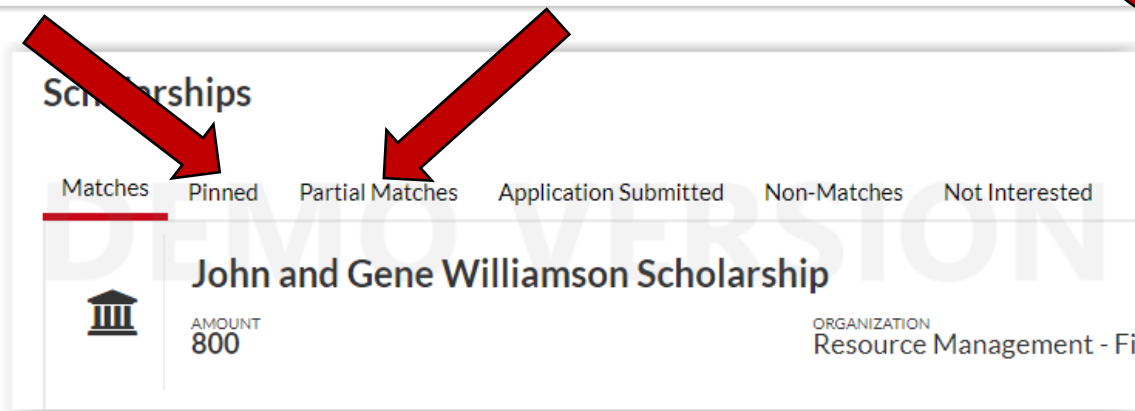 Scholarships
Matches Pinned Partial Matches Application Submitted Non-Matches Not Interested
DEMO VERSION
John and Gene Williamson Scholarship
AMOUNT ORGANIZATION
800 Resource Management - Fi